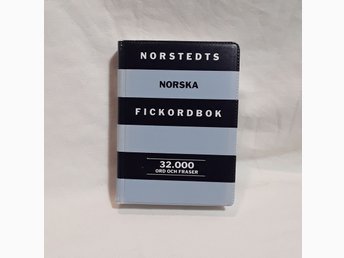 NORSTEDTS
NORSKA
FICKORDBOK
32.000
ORD OCH FRASER